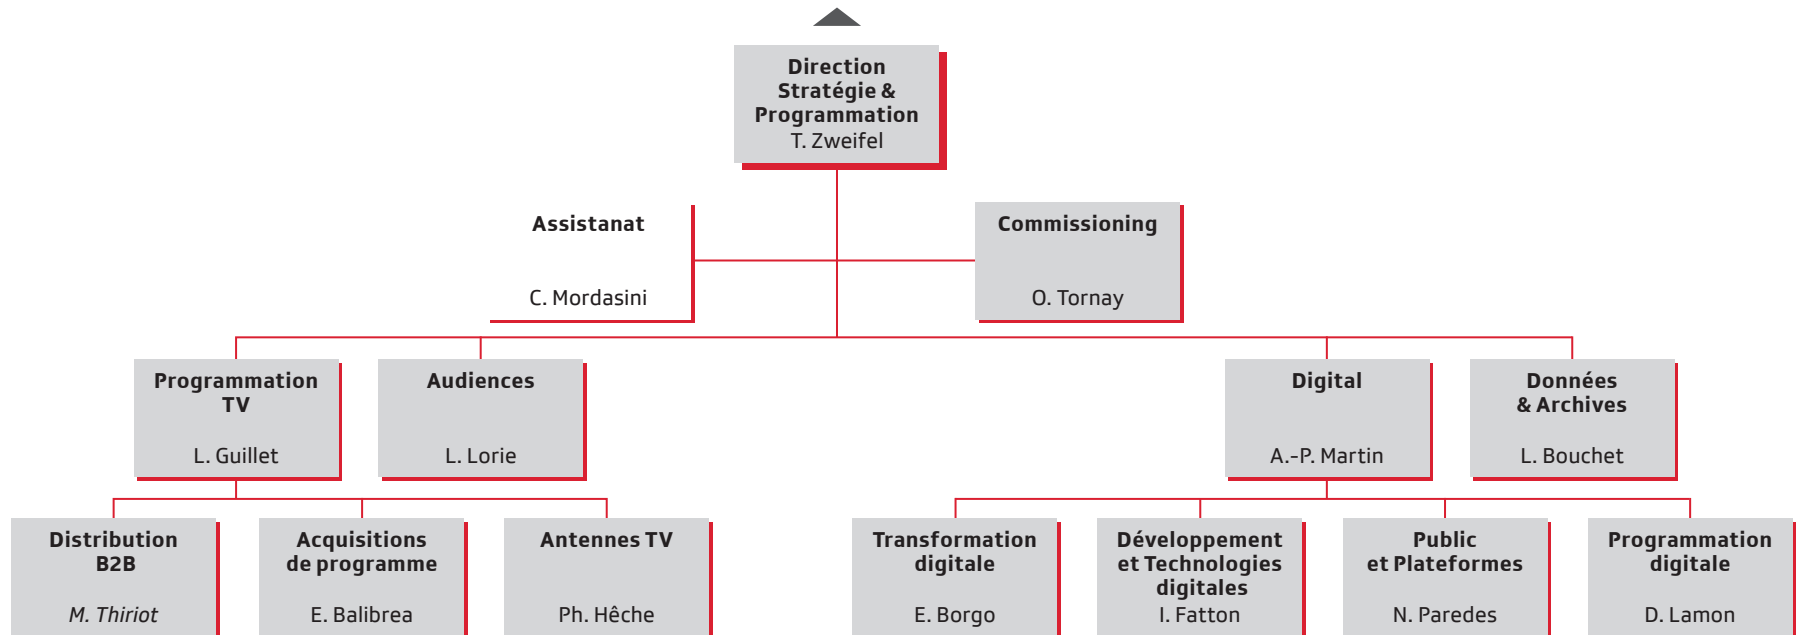 Direction
Stratégie &
Programmation
T. Zweifel
Assistanat
C. Mordasini
Commissioning
O. Tornay
Programmation
TV
L. Guillet
Audiences
L. Lorie
Digital
A.-P. Martin
Données
& Archives
L. Bouchet
Distribution
B2B
M. Thiriot
Acquisitions
de programme
E. Balibrea
Antennes TV
Ph. Hêche
Transformation
digitale
E. Borgo
Développement
et Technologies
digitales
I. Fatton
Public
et Plateformes
N. Paredes
Programmation
digitale
D. Lamon